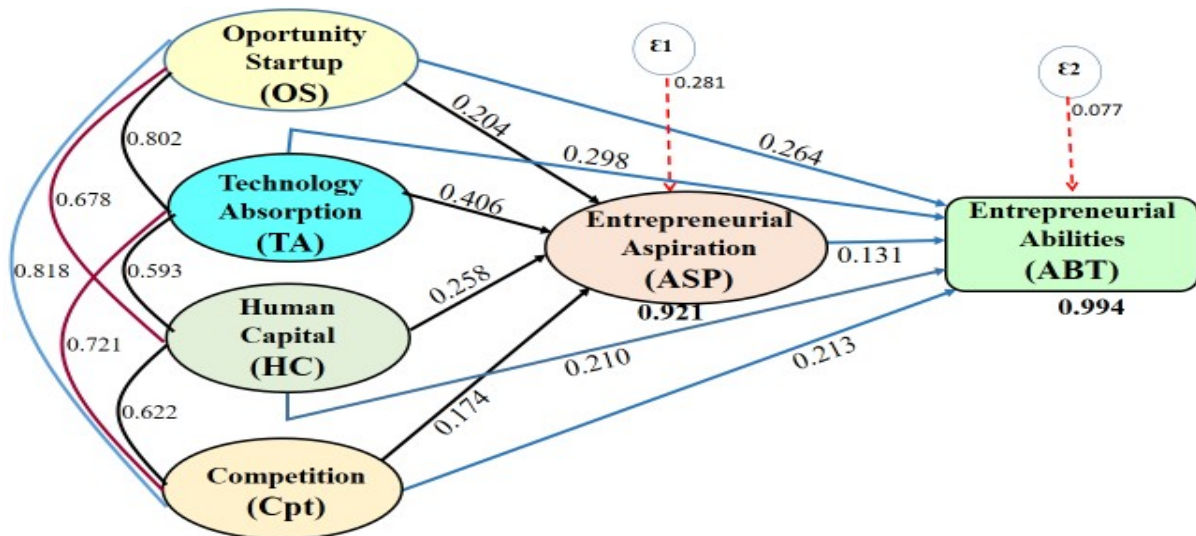 Oportunity
Startup
(OS)
ε1
0.281
ε2
0.077
0.204
0.264
0.802
0.298
Technology
Absorption
(TA)
0.406
0.678
Entrepreneurial
Aspiration
(ASP)
0.921
0.131
Entrepreneurial
Abilities
(ABT)
0.994
0.593
0.818
0.258
Human
Capital
(HC)
0.721
0.210
0.213
0.622
0.174
Competition
(Cpt)